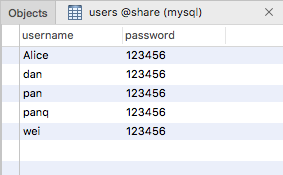 Objects users @share (mysql)
username password
Alice 123456
dan 123456
pan 123456
panq 123456
wei 123456